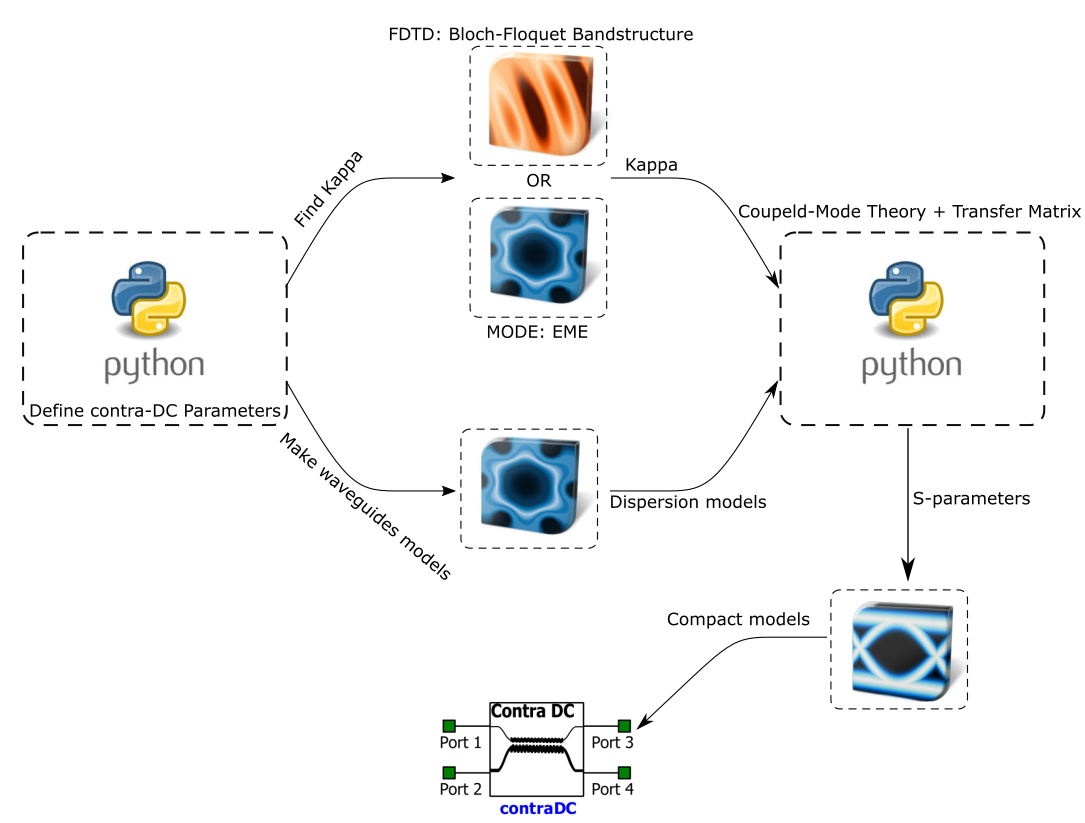 FDTD: Bloch-Floquet Bandstructure
Find Kappa
OR
Kappa
MODE: EME
Coupeld-Mode Theory + Transfer Matrix
python
Define contra-DC Parameters
python
Make waveguides models
Dispersion models
S-parameters
Compact models
Contra DC
Port 1
Port 3
Port 2
Port 4
contraDC